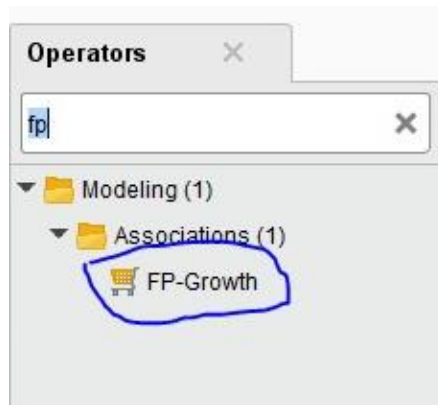 Operators
fp
Modeling (1)
Associations (1)
FP-Growth